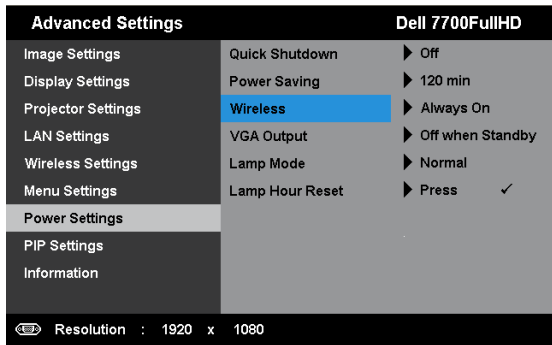 Advanced Settings Dell 7700FullHD
Image Settings Quick Shutdown Off
Display Settings Power Saving 120 min
Projector Settings Wireless Always On
LAN Settings VGA Output Off when Standby
Wireless Settings Lamp Mode Normal
Menu Settings Lamp Hour Reset Press ✓
Power Settings
PIP Settings
Information
Resolution : 1920 x 1080